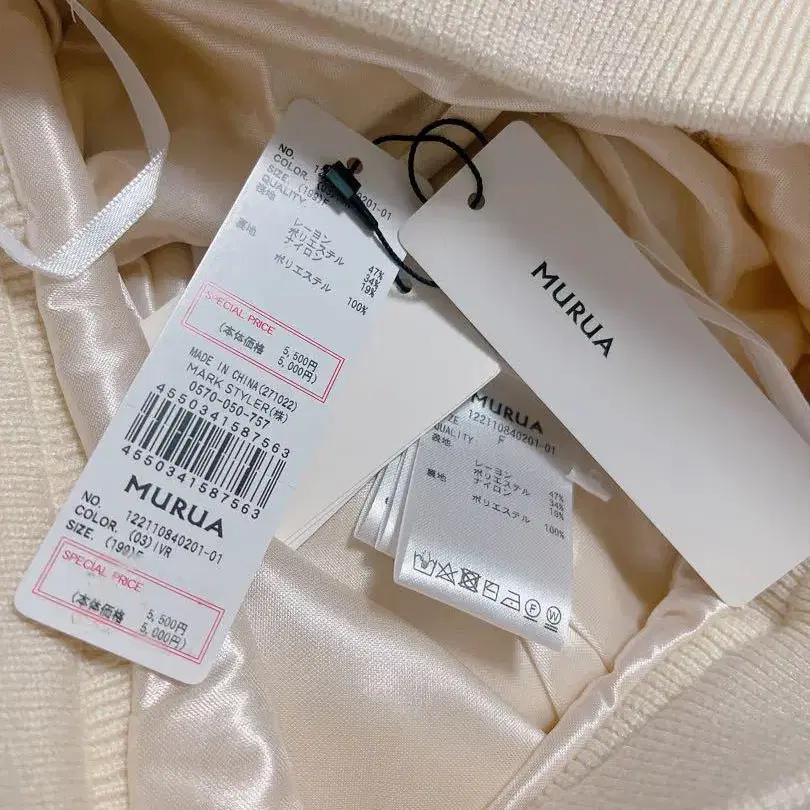 NO. 122110840201-01
COLOR.
SIZE. (190)F
QUALITY.
表地
レーヨン 47%
ポリエステル 34%
ナイロン 19%
裏地
ポリエステル 100%
SPECIAL PRICE
5,500円
(本体価格 5,000円)
MADE IN CHINA(271022)
MARK STYLER(株)
0570-050-757
4550341587563
4550341587563
MURUA
NO. 122110840201-01
COLOR. (03)IVR
SIZE. (190)F
SPECIAL PRICE
5,500円
(本体価格 5,000円)
MURUA
MURUA
122110840201-01
SIZE: F
QUALITY:
表地
レーヨン 47%
ポリエステル 34%
ナイロン 19%
裏地
ポリエステル 100%
F
W